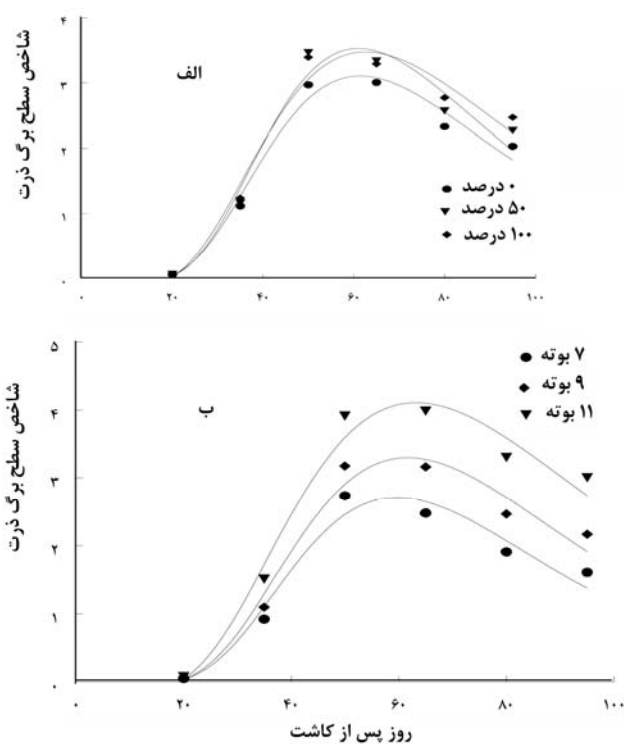 شاخص سطح برگ ذرت
۴
۳
۲
۱
۰
الف
۰ درصد
۵۰ درصد
۱۰۰ درصد
۰ ۲۰ ۴۰ ۶۰ ۸۰ ۱۰۰
شاخص سطح برگ ذرت
۵
۴
۳
۲
۱
۰
ب
۷ بوته
۹ بوته
۱۱ بوته
۰ ۲۰ ۴۰ ۶۰ ۸۰ ۱۰۰
روز پس از کاشت